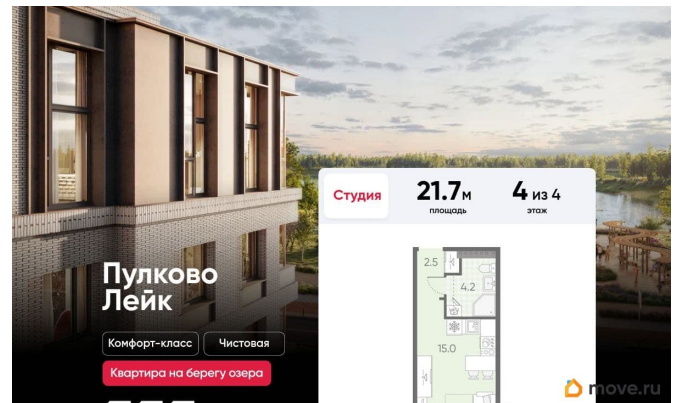 Студия
21.7 м
площадь
4 из 4
этаж
2.5
4.2
15.0
Пулково
Лейк
Комфорт-класс
Чистовая
Квартира на берегу озера
move.ru